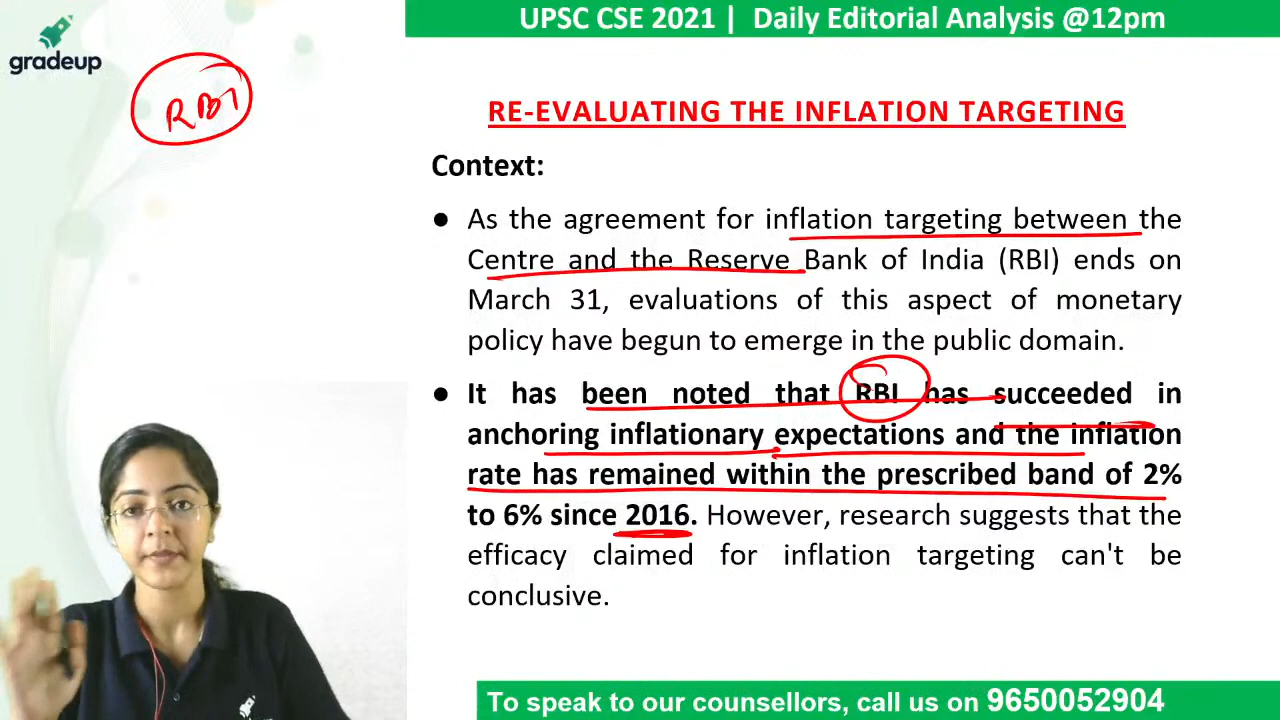 UPSC CSE 2021 | Daily Editorial Analysis @12pm
gradeup
RBI
RE-EVALUATING THE INFLATION TARGETING
Context:
● As the agreement for inflation targeting between the
Centre and the Reserve Bank of India (RBI) ends on
March 31, evaluations of this aspect of monetary
policy have begun to emerge in the public domain.
● It has been noted that RBI has succeeded in
anchoring inflationary expectations and the inflation
rate has remained within the prescribed band of 2%
to 6% since 2016. However, research suggests that the
efficacy claimed for inflation targeting can't be
conclusive.
To speak to our counsellors, call us on 9650052904